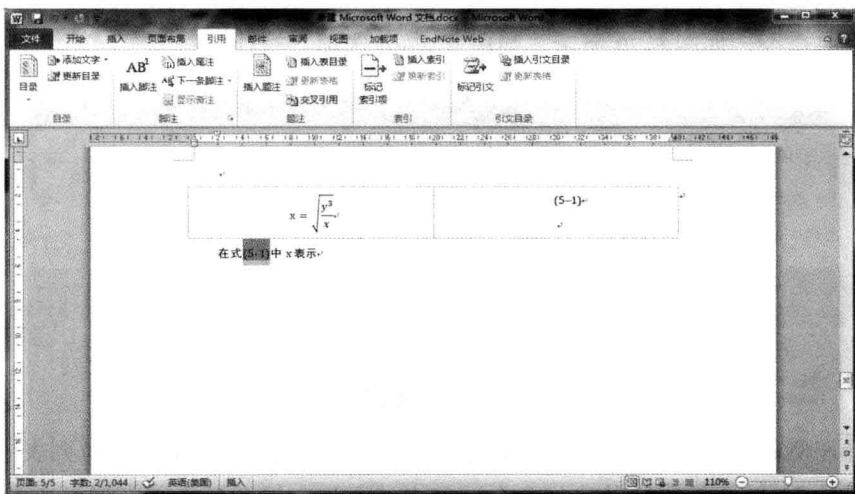 新建 Microsoft Word 文档.docx - Microsoft Word
文件 开始 插入 页面布局 引用 邮件 审阅 视图 加载项 EndNote Web
目录
添加文字
更新目录
目录
AB¹
插入脚注
插入尾注
下一条脚注
显示备注
脚注
插入题注
插入表目录
更新表格
交叉引用
题注
标记
索引项
插入索引
更新索引
索引
标记引文
插入引文目录
更新表格
引文目录
x = √(y³/x)
(5-1)
在式(5-1)中 x 表示
页面: 5/5 字数: 2/1,044 英语(美国) 插入 110%